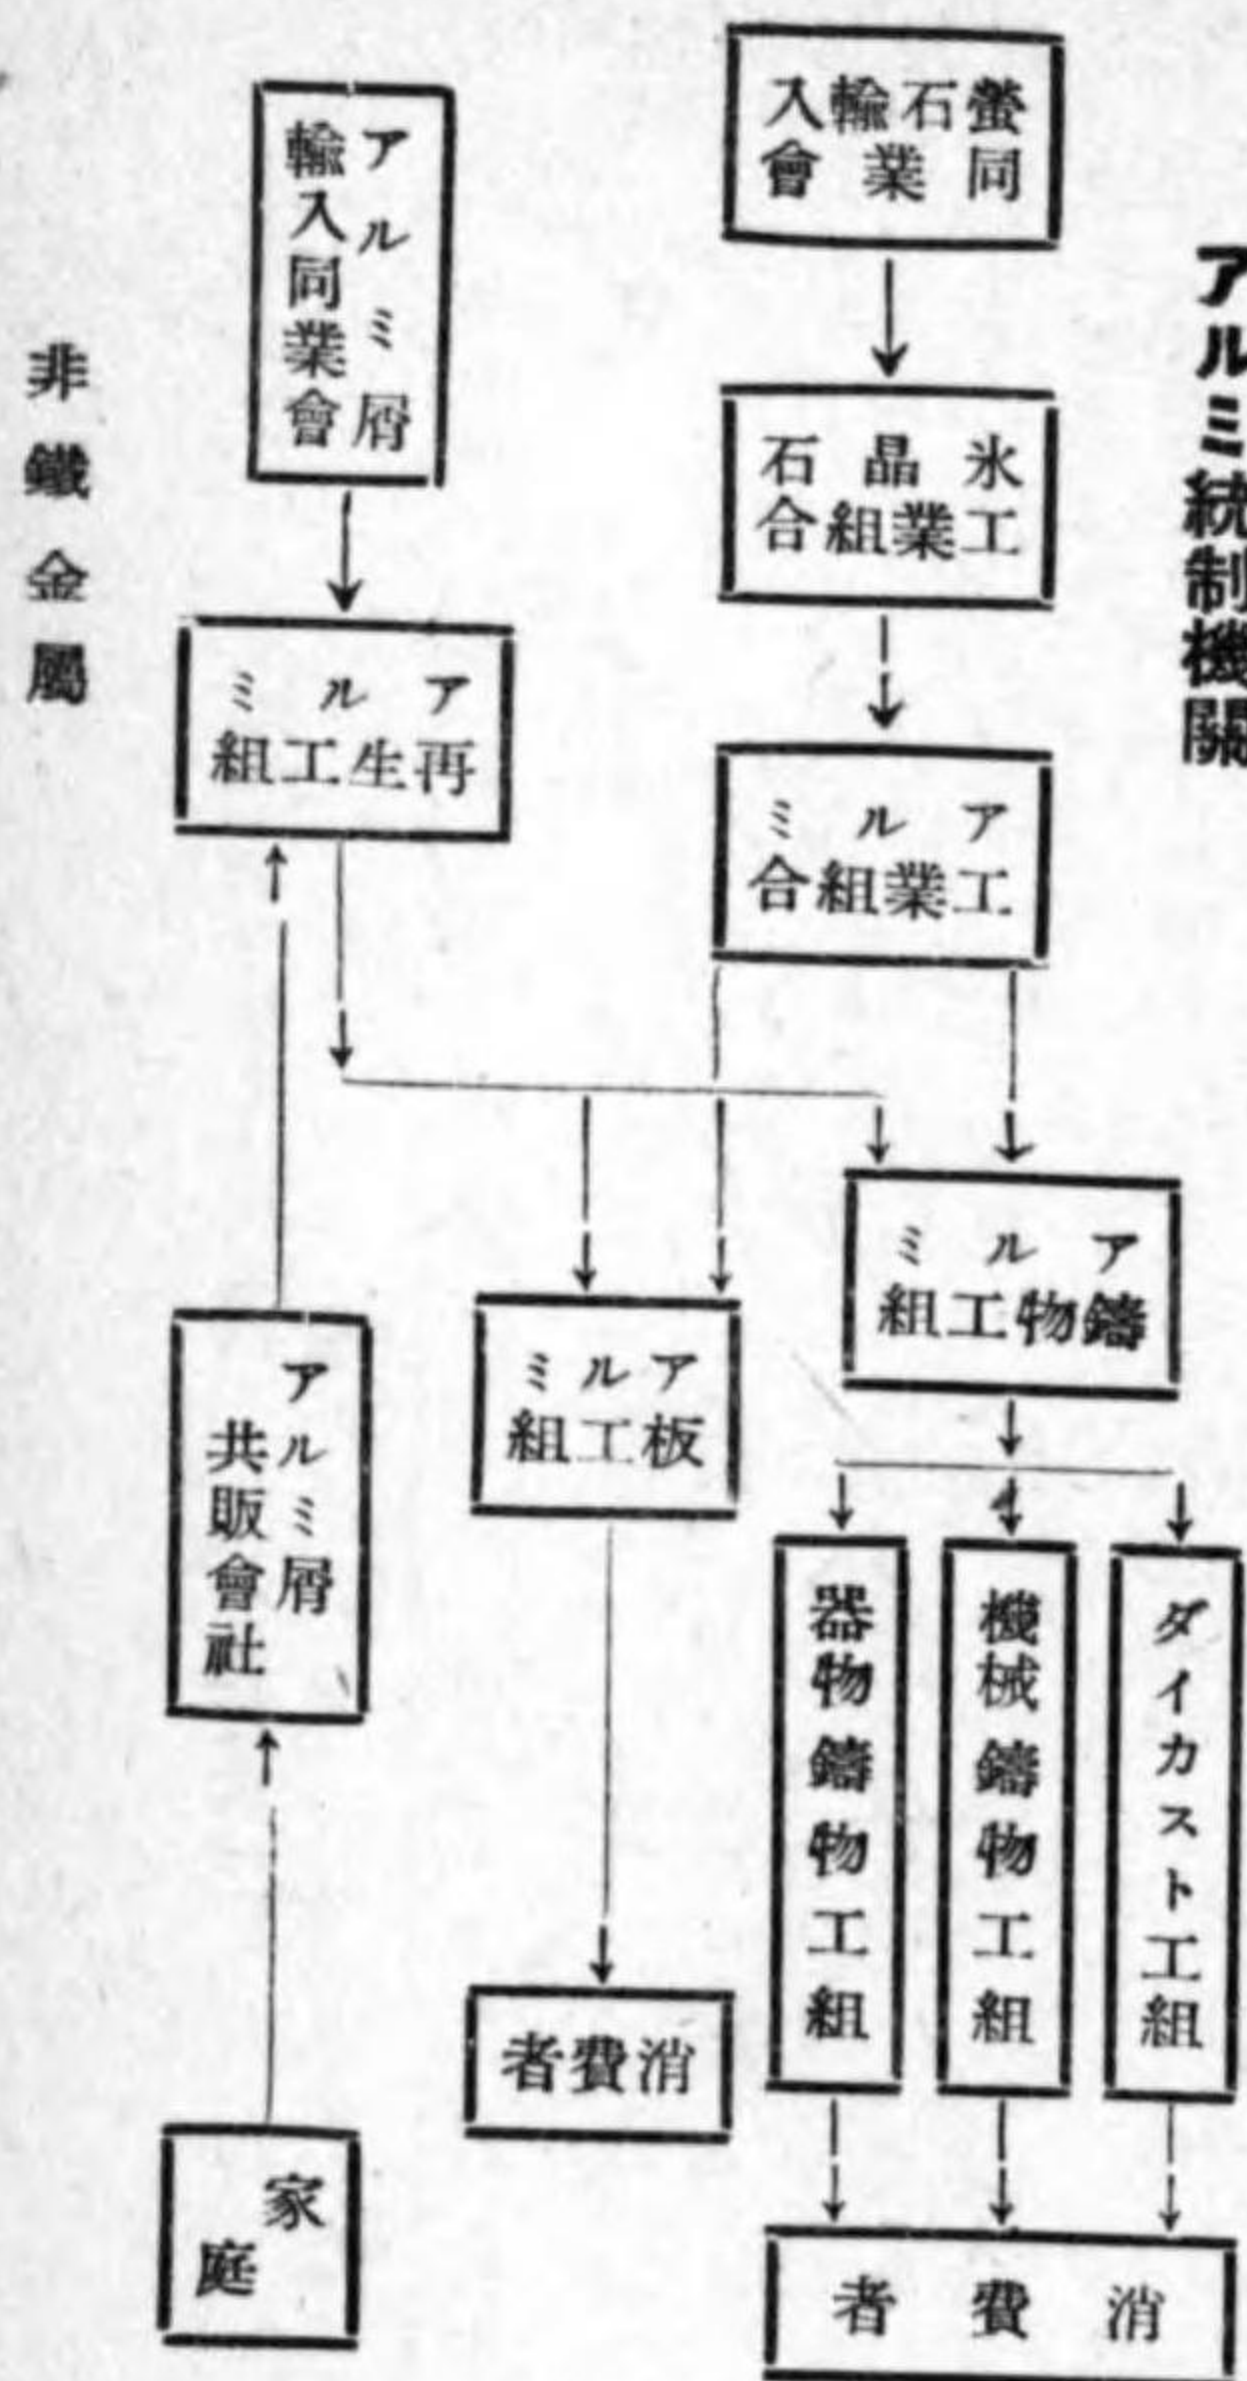 アルミ統制機關
螢石輸入
同業會
氷晶石
工業組合
アルミ
工業組合
アルミ
鑄物工組
ダイカスト工組
機械鑄物工組
器物鑄物工組
消費者
アルミ
板工組
消費者
アルミ屑
輸入同業會
アルミ
再生工組
アルミ屑
共販會社
家庭
非鐵金屬